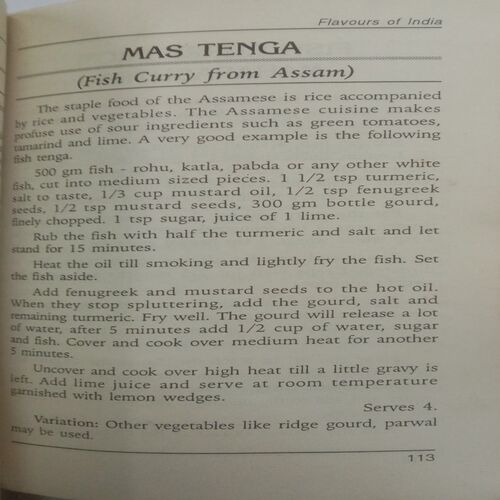 Flavours of India
MAS TENGA
(Fish Curry from Assam)
The staple food of the Assamese is rice accompanied
by rice and vegetables. The Assamese cuisine makes
profuse use of sour ingredients such as green tomatoes,
tamarind and lime. A very good example is the following
fish tenga.
500 gm fish - rohu, katla, pabda or any other white
fish, cut into medium sized pieces. 1 1/2 tsp turmeric,
salt to taste, 1/3 cup mustard oil, 1/2 tsp fenugreek
seeds, 1/2 tsp mustard seeds, 300 gm bottle gourd,
finely chopped. 1 tsp sugar, juice of 1 lime.
Rub the fish with half the turmeric and salt and let
stand for 15 minutes.
Heat the oil till smoking and lightly fry the fish. Set
the fish aside.
Add fenugreek and mustard seeds to the hot oil.
When they stop spluttering, add the gourd, salt and
remaining turmeric. Fry well. The gourd will release a lot
of water, after 5 minutes add 1/2 cup of water, sugar
and fish. Cover and cook over medium heat for another
5 minutes.
Uncover and cook over high heat till a little gravy is
left. Add lime juice and serve at room temperature
garnished with lemon wedges.
Serves 4.
Variation: Other vegetables like ridge gourd, parwal
may be used.
113